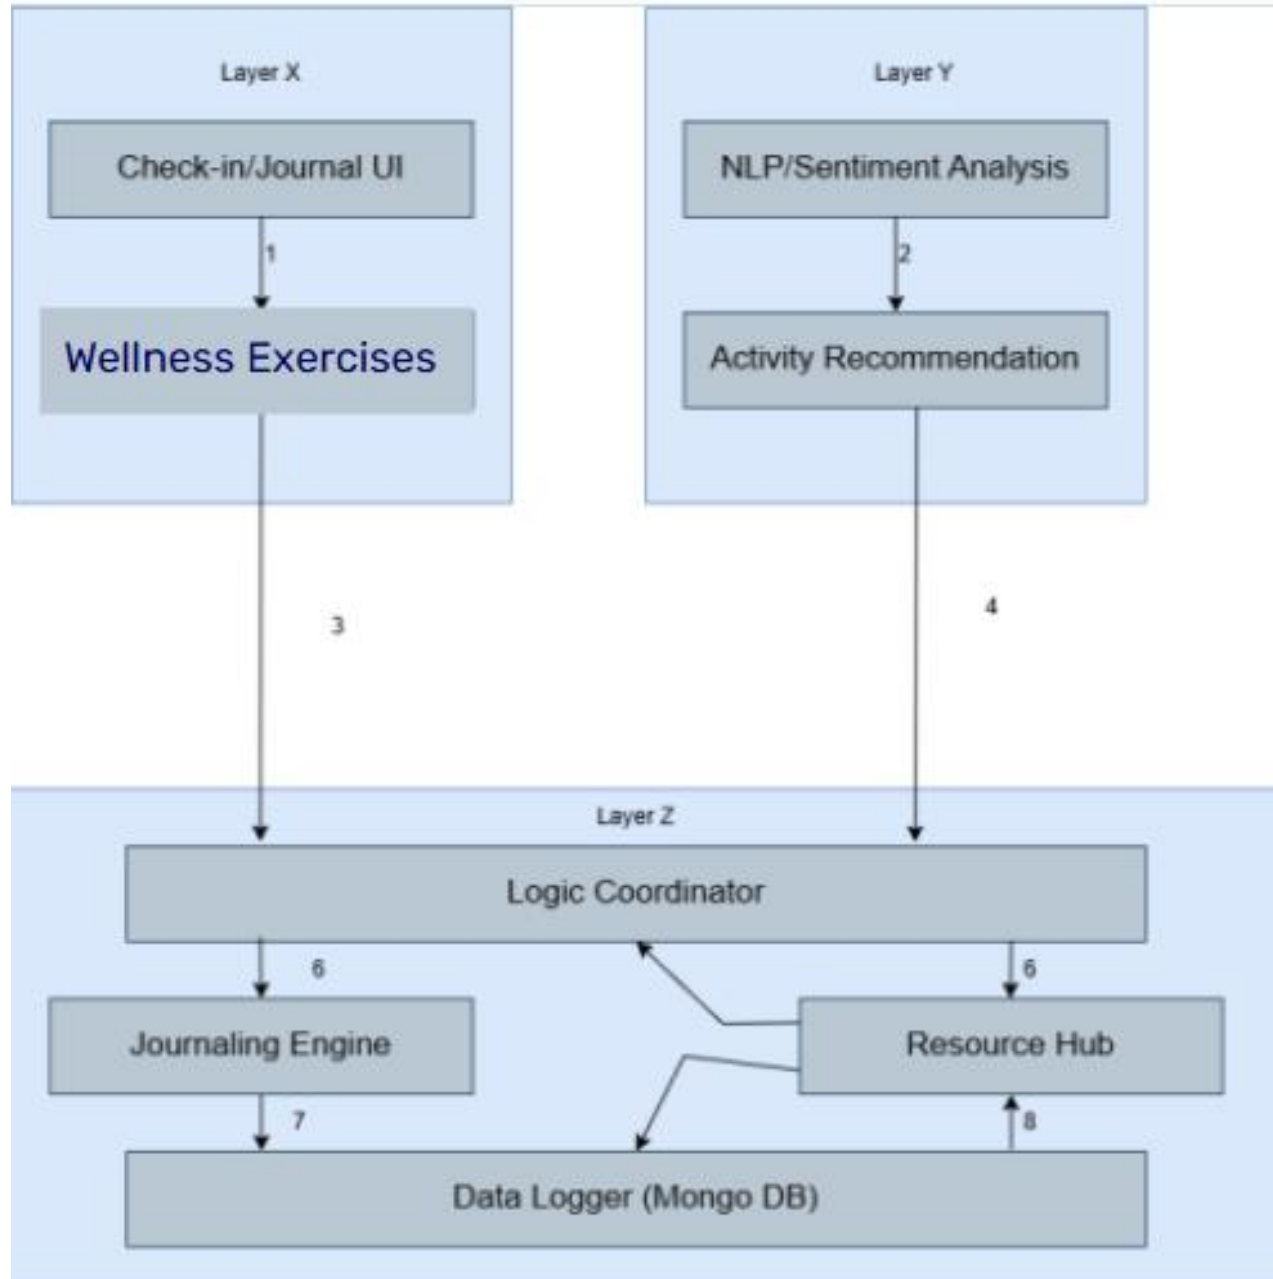 Layer X
Check-in/Journal UI
1
Wellness Exercises
Layer Y
NLP/Sentiment Analysis
2
Activity Recommendation
3
4
Layer Z
Logic Coordinator
6
6
Journaling Engine
Resource Hub
7
8
Data Logger (Mongo DB)